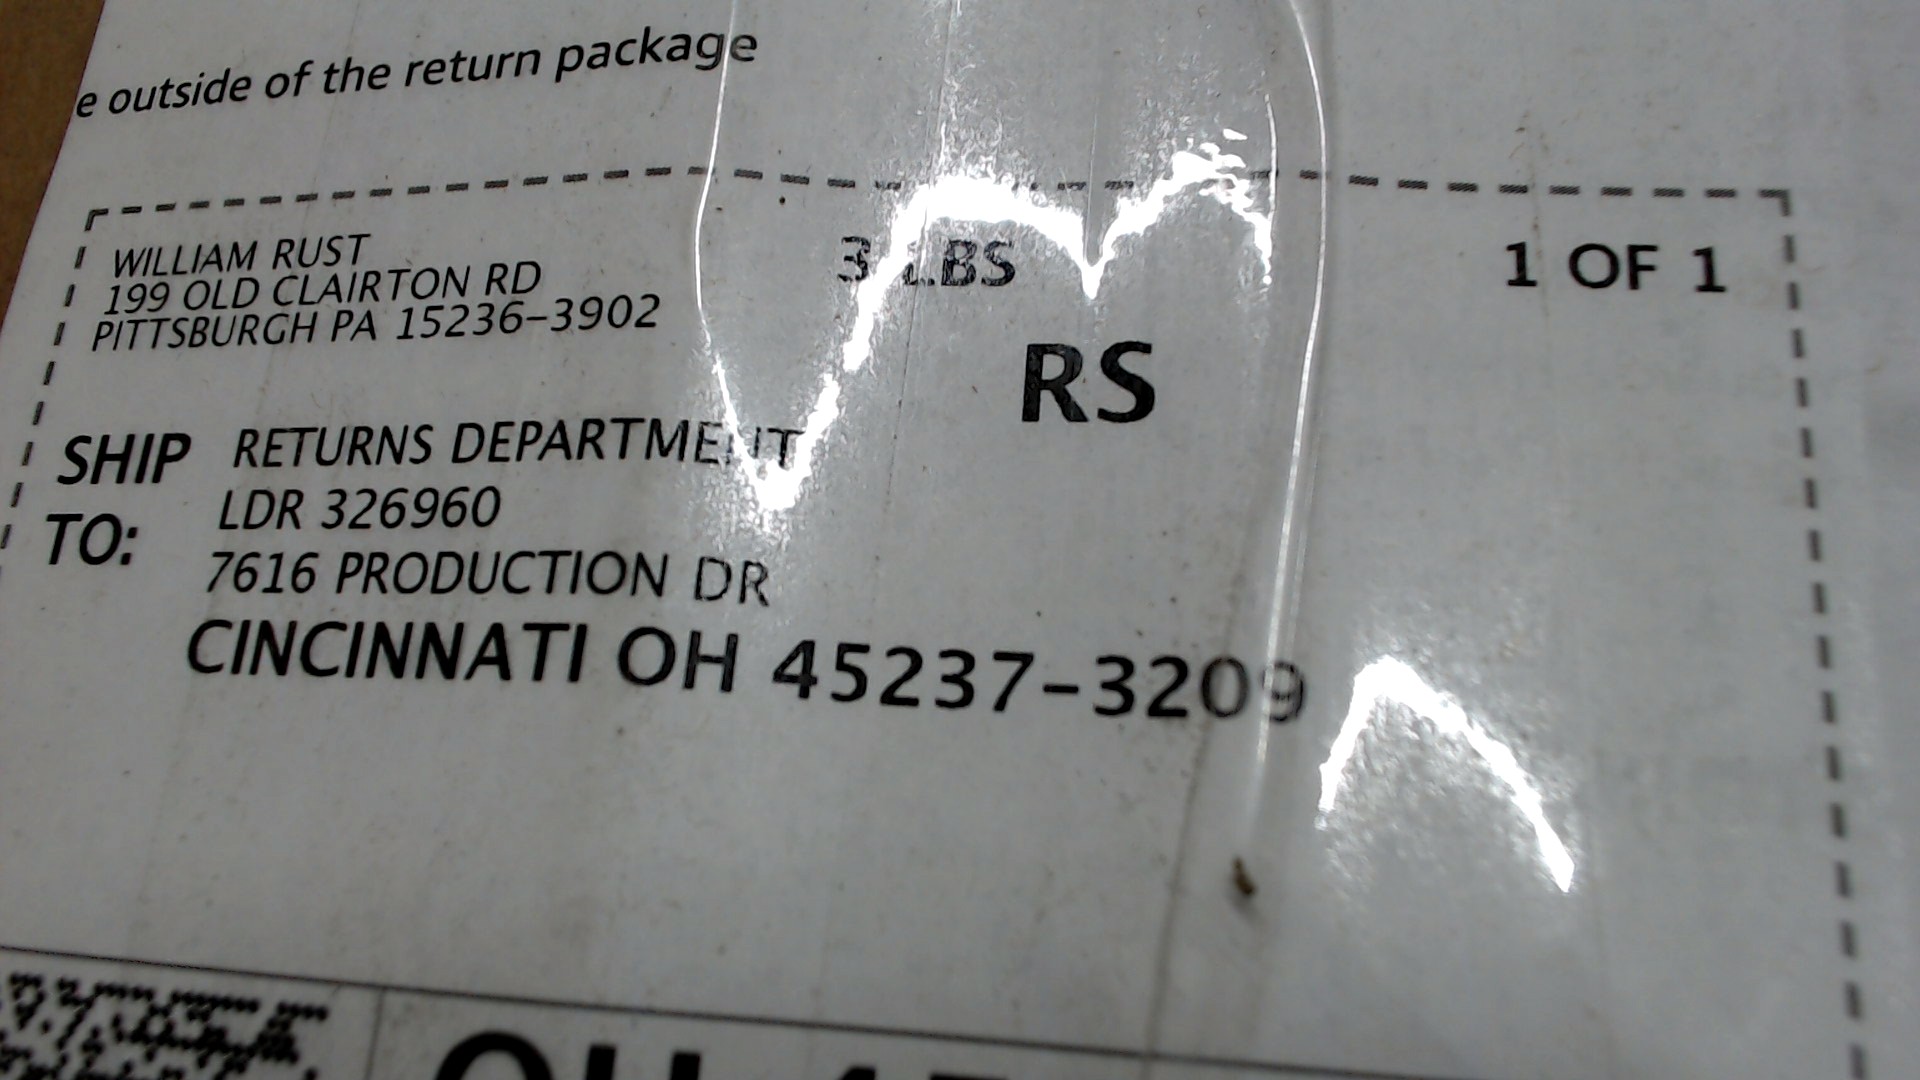 e outside of the return package
WILLIAM RUST
199 OLD CLAIRTON RD
PITTSBURGH PA 15236-3902
3 LBS
1 OF 1
RS
SHIP TO:
RETURNS DEPARTMENT
LDR 326960
7616 PRODUCTION DR
CINCINNATI OH 45237-3209